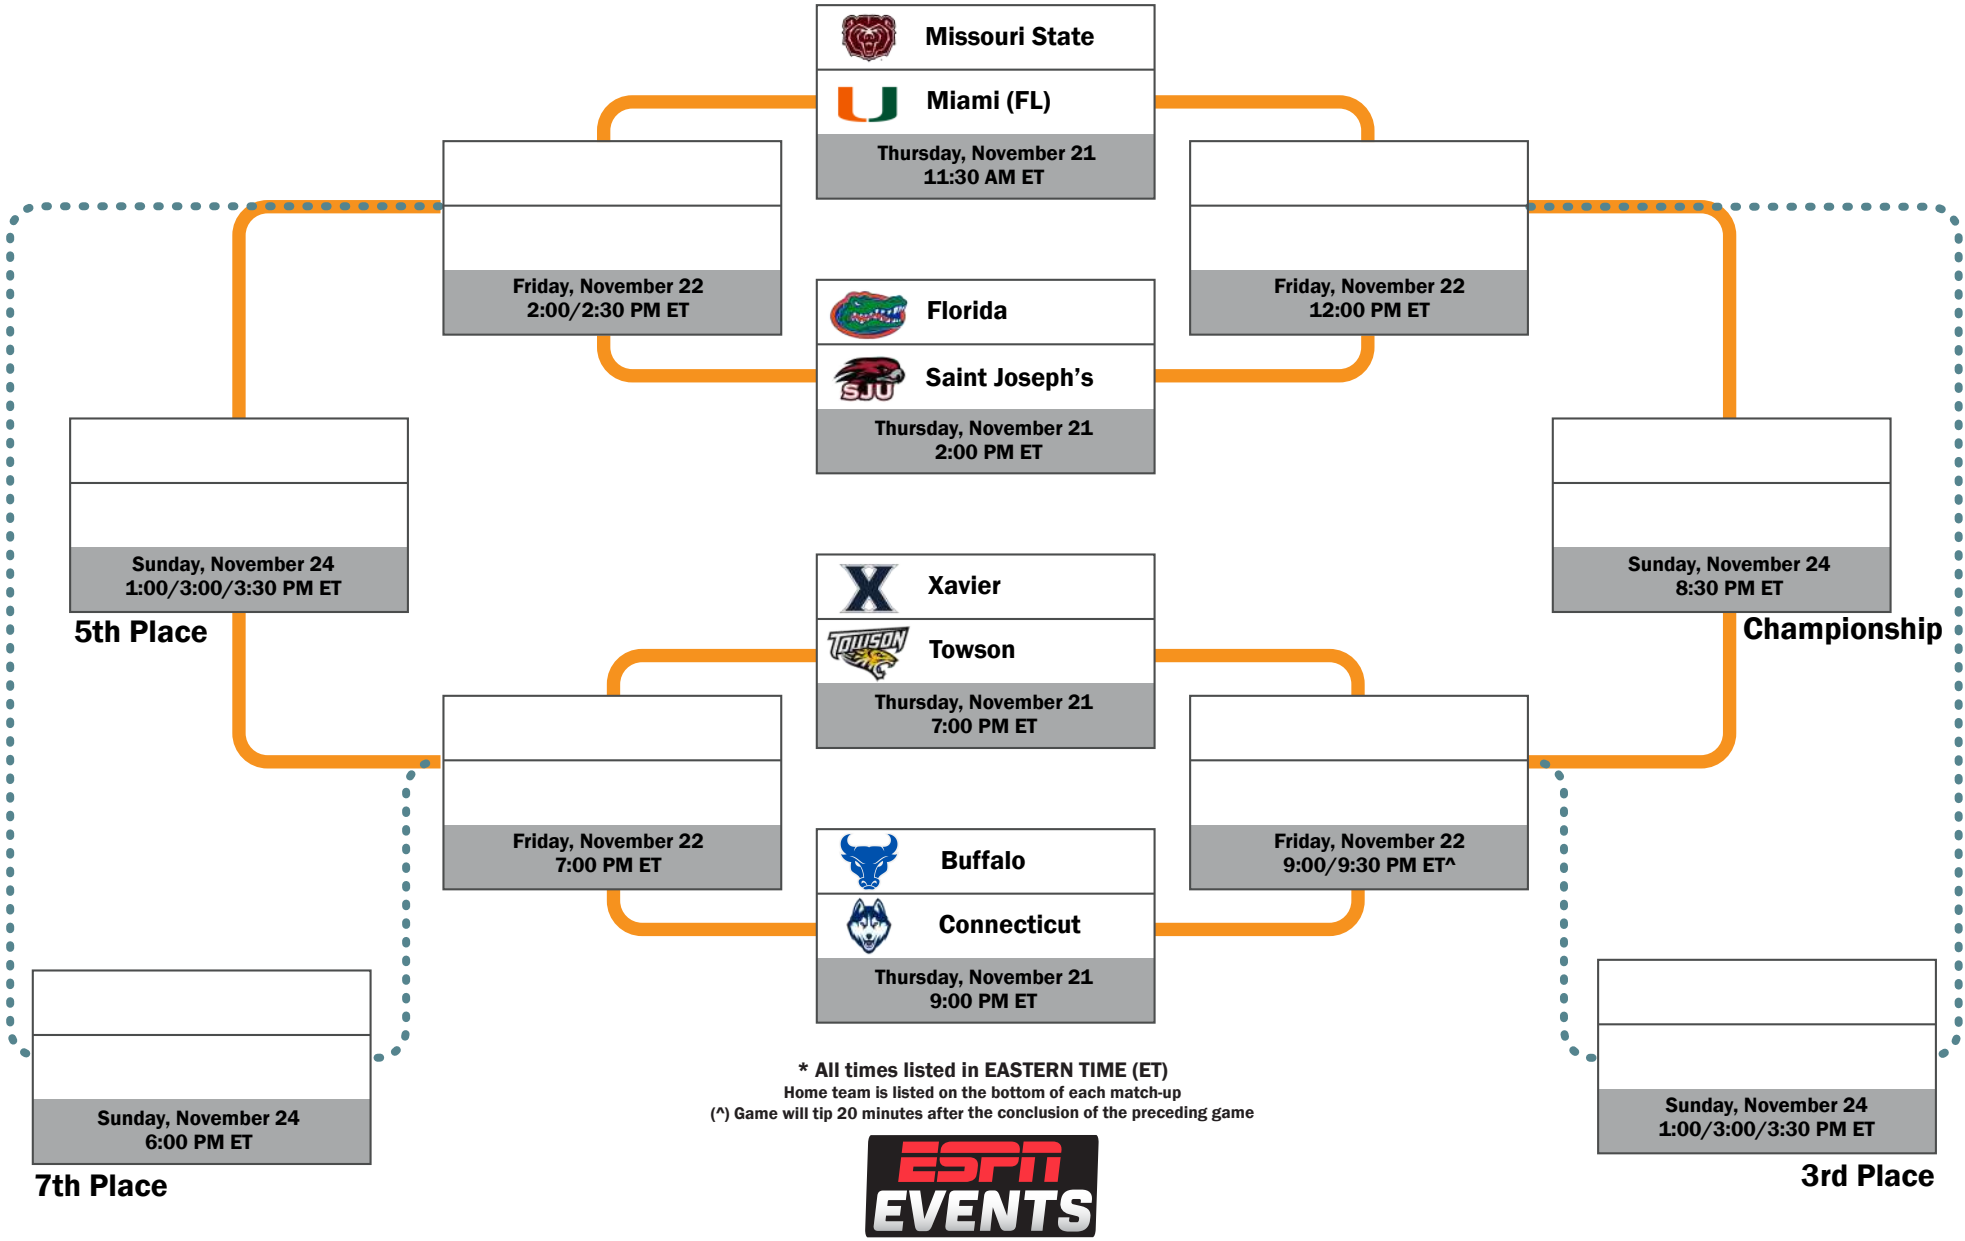 Missouri State
Miami (FL)
Thursday, November 21
11:30 AM ET
Friday, November 22
2:00/2:30 PM ET
Friday, November 22
12:00 PM ET
Florida
SJU
Saint Joseph's
Thursday, November 21
2:00 PM ET
Sunday, November 24
1:00/3:00/3:30 PM ET
5th Place
Sunday, November 24
8:30 PM ET
Championship
X
Xavier
TOWSON
Towson
Thursday, November 21
7:00 PM ET
Friday, November 22
7:00 PM ET
Friday, November 22
9:00/9:30 PM ET^
Buffalo
Connecticut
Thursday, November 21
9:00 PM ET
Sunday, November 24
6:00 PM ET
7th Place
Sunday, November 24
1:00/3:00/3:30 PM ET
3rd Place
* All times listed in EASTERN TIME (ET)
Home team is listed on the bottom of each match-up
(^) Game will tip 20 minutes after the conclusion of the preceding game
ESPN
EVENTS